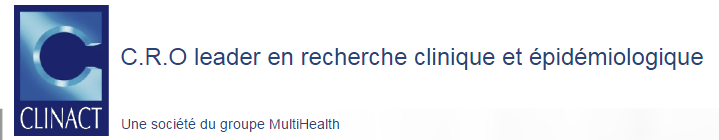 C.R.O leader en recherche clinique et épidémiologique
CLINACT
Une société du groupe MultiHealth